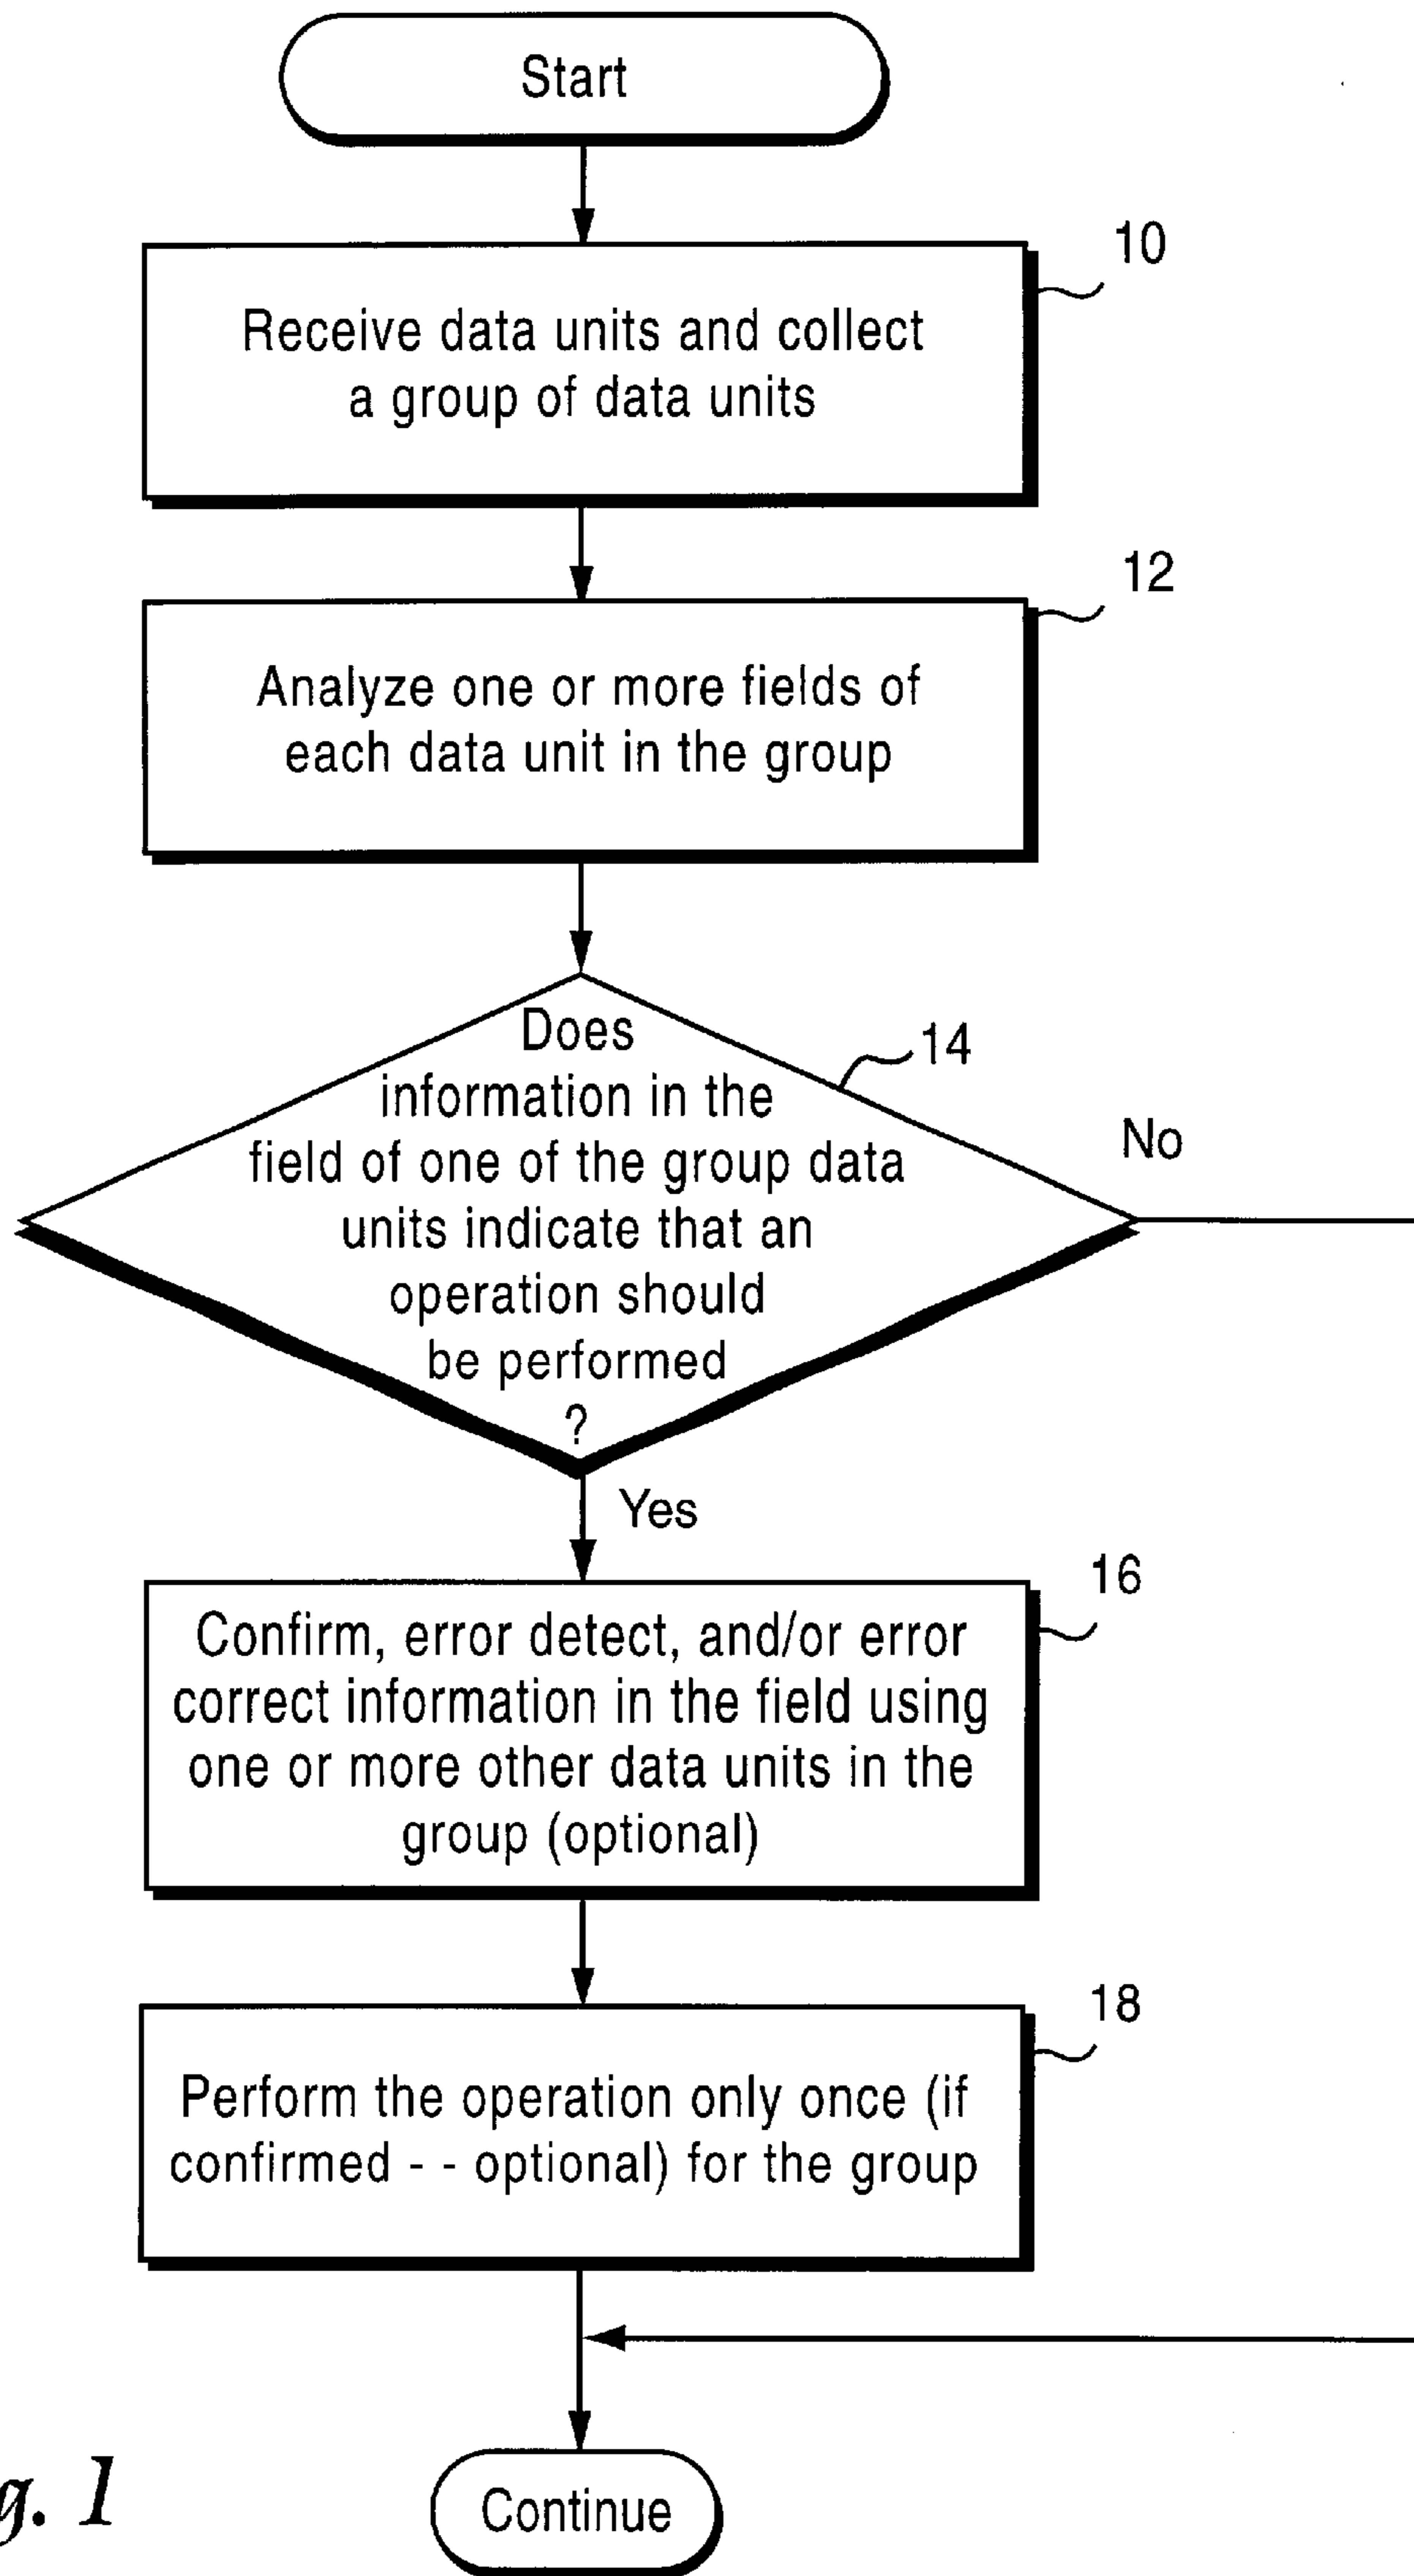 Start
10
Receive data units and collect
a group of data units
12
Analyze one or more fields of
each data unit in the group
14
Does
information in the
field of one of the group data
units indicate that an
operation should
be performed
?
No
Yes
16
Confirm, error detect, and/or error
correct information in the field using
one or more other data units in the
group (optional)
18
Perform the operation only once (if
confirmed - - optional) for the group
g. 1
Continue